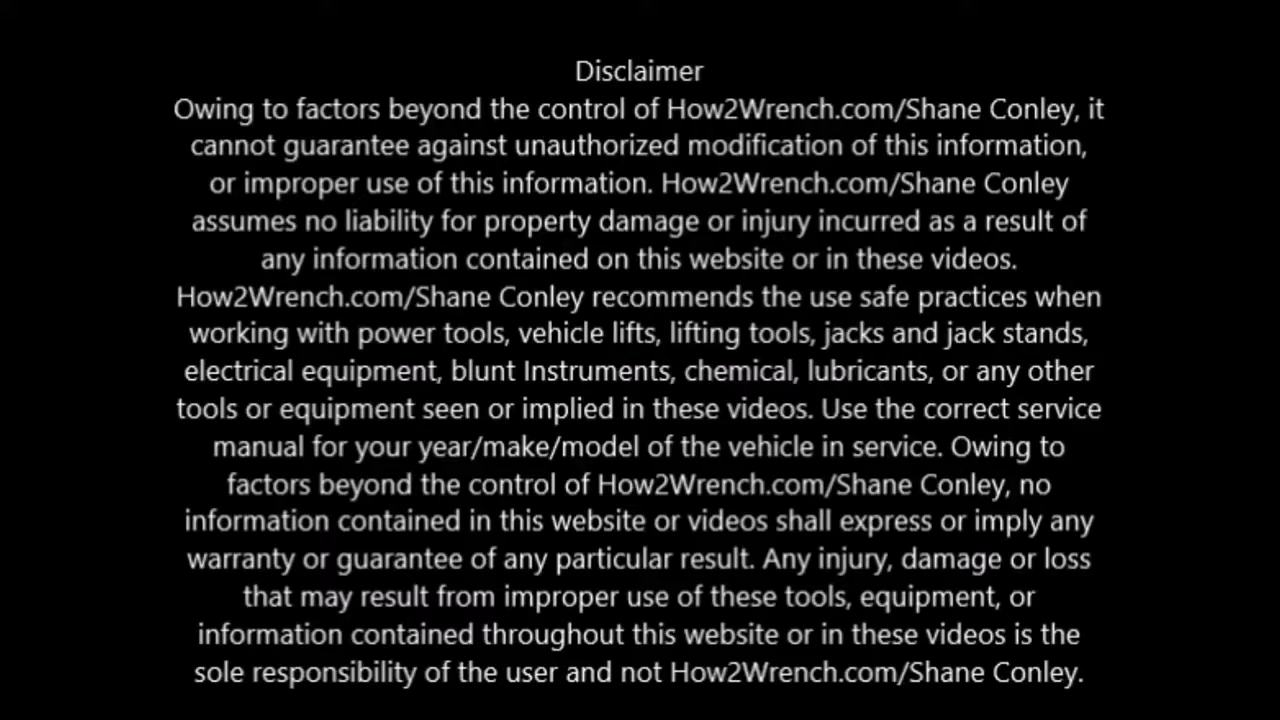 Disclaimer
Owing to factors beyond the control of How2Wrench.com/Shane Conley, it
cannot guarantee against unauthorized modification of this information,
or improper use of this information. How2Wrench.com/Shane Conley
assumes no liability for property damage or injury incurred as a result of
any information contained on this website or in these videos.
How2Wrench.com/Shane Conley recommends the use safe practices when
working with power tools, vehicle lifts, lifting tools, jacks and jack stands,
electrical equipment, blunt Instruments, chemical, lubricants, or any other
tools or equipment seen or implied in these videos. Use the correct service
manual for your year/make/model of the vehicle in service. Owing to
factors beyond the control of How2Wrench.com/Shane Conley, no
information contained in this website or videos shall express or imply any
warranty or guarantee of any particular result. Any injury, damage or loss
that may result from improper use of these tools, equipment, or
information contained throughout this website or in these videos is the
sole responsibility of the user and not How2Wrench.com/Shane Conley.